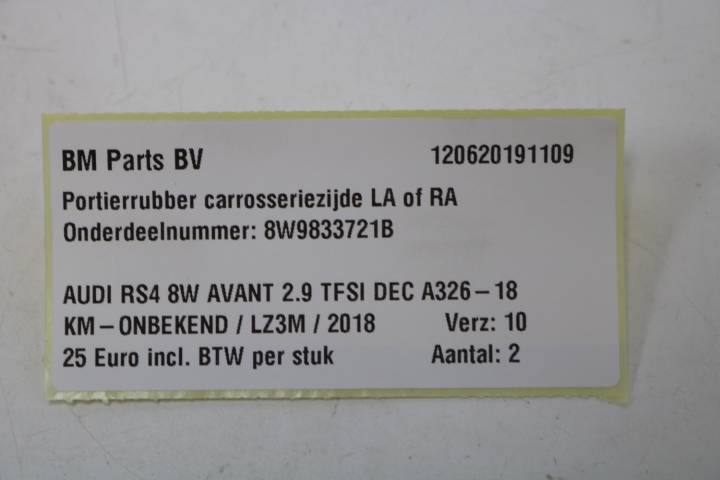 BM Parts BV 120620191109
Portierrubber carrosseriezijde LA of RA
Onderdeelnummer: 8W9833721B
AUDI RS4 8W AVANT 2.9 TFSI DEC A326-18
KM-ONBEKEND / LZ3M / 2018 Verz: 10
25 Euro incl. BTW per stuk Aantal: 2